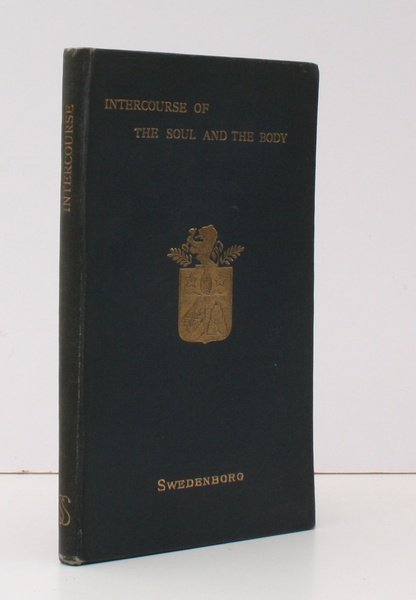 INTERCOURSE OF
THE SOUL AND THE BODY
SWEDENBORG
INTERCOURSE